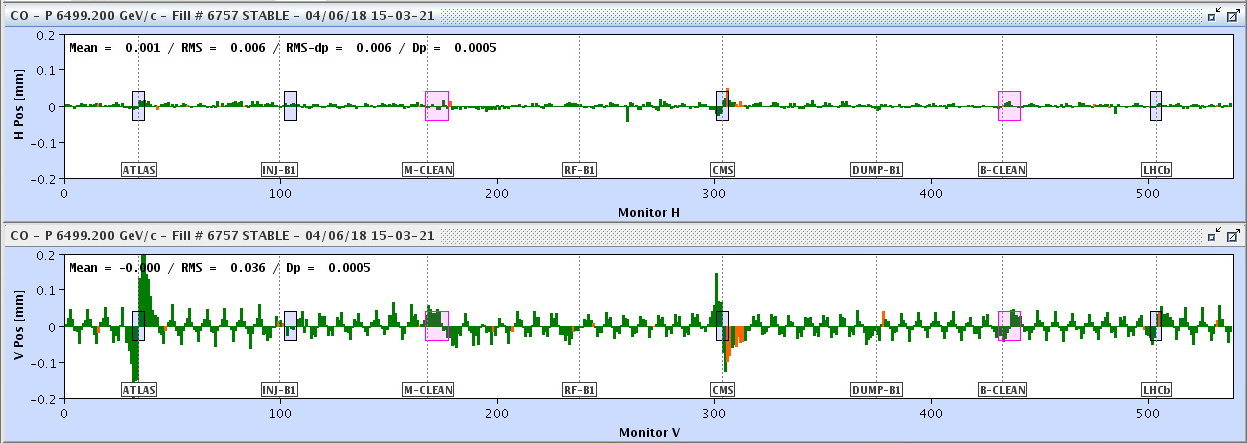 CO - P 6499.200 GeV/c - Fill # 6757 STABLE - 04/06/18 15-03-21
Mean = 0.001 / RMS = 0.006 / RMS-dp = 0.006 / Dp = 0.0005
H Pos [mm]
0.2
0.1
0
-0.1
-0.2
ATLAS INJ-B1 M-CLEAN RF-B1 CMS DUMP-B1 B-CLEAN LHCb
0 100 200 300 400 500
Monitor H
CO - P 6499.200 GeV/c - Fill # 6757 STABLE - 04/06/18 15-03-21
Mean = -0.000 / RMS = 0.036 / Dp = 0.0005
V Pos [mm]
0.2
0.1
0
-0.1
-0.2
ATLAS INJ-B1 M-CLEAN RF-B1 CMS DUMP-B1 B-CLEAN LHCb
0 100 200 300 400 500
Monitor V